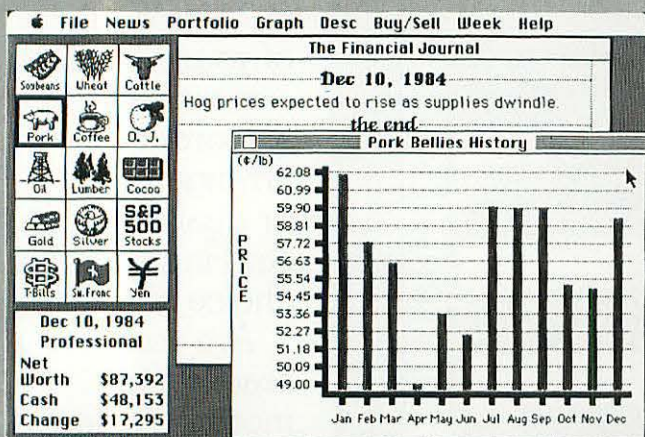 File News Portfolio Graph Desc Buy/Sell Week Help
The Financial Journal
Dec 10, 1984
Hog prices expected to rise as supplies dwindle.
the end
Soybeans Wheat Cattle
Pork Coffee O. J.
Oil Lumber Cocoa
Gold Silver S&P 500 Stocks
T-Bills Sw.Franc Yen
Dec 10, 1984
Professional
Net
Worth $87,392
Cash $48,153
Change $17,295
Pork Bellies History
(¢/lb)
PRICE
62.08
60.99
59.90
58.81
57.72
56.63
55.54
54.45
53.36
52.27
51.18
50.09
49.00
Jan Feb Mar Apr May Jun Jul Aug Sep Oct Nov Dec